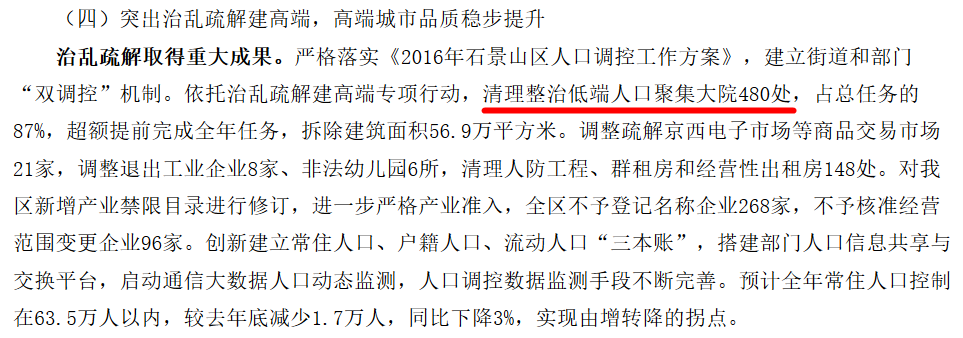 （四）突出治乱疏解建高端，高端城市品质稳步提升
治乱疏解取得重大成果。严格落实《2016年石景山区人口调控工作方案》，建立街道和部门
“双调控”机制。依托治乱疏解建高端专项行动，清理整治低端人口聚集大院480处，占总任务的
87%，超额提前完成全年任务，拆除建筑面积56.9万平方米。调整疏解京西电子市场等商品交易市场
21家，调整退出工业企业8家、非法幼儿园6所，清理人防工程、群租房和经营性出租房148处。对我
区新增产业禁限目录进行修订，进一步严格产业准入，全区不予登记名称企业268家，不予核准经营
范围变更企业96家。创新建立常住人口、户籍人口、流动人口“三本账”，搭建部门人口信息共享与
交换平台，启动通信大数据人口动态监测，人口调控数据监测手段不断完善。预计全年常住人口控制
在63.5万人以内，较去年底减少1.7万人，同比下降3%，实现由增转降的拐点。